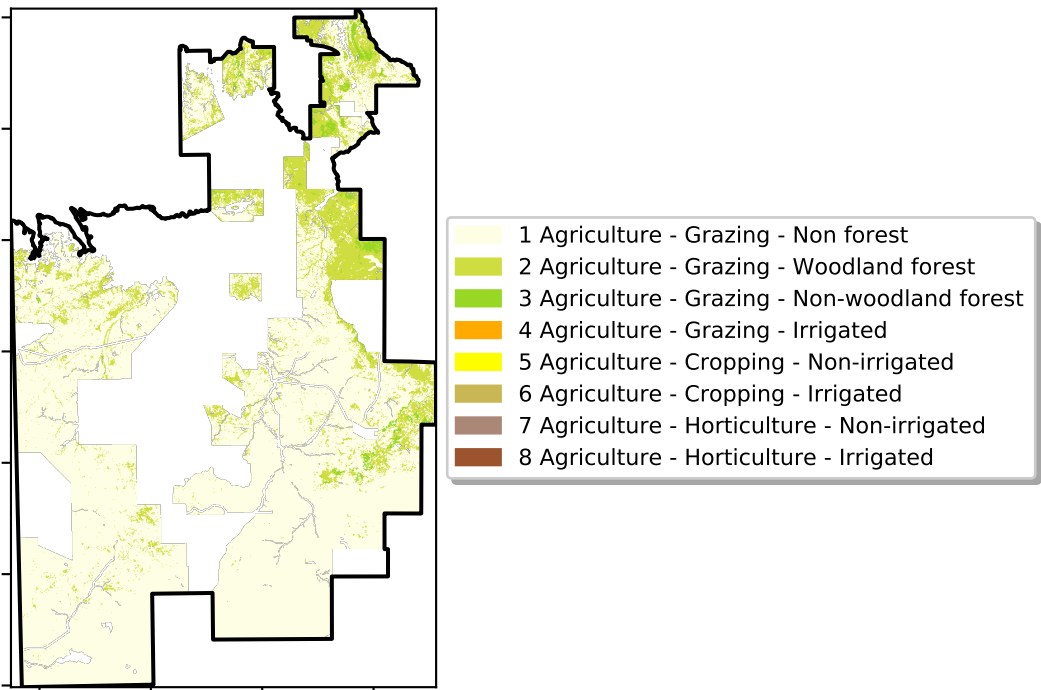 1 Agriculture - Grazing - Non forest
2 Agriculture - Grazing - Woodland forest
3 Agriculture - Grazing - Non-woodland forest
4 Agriculture - Grazing - Irrigated
5 Agriculture - Cropping - Non-irrigated
6 Agriculture - Cropping - Irrigated
7 Agriculture - Horticulture - Non-irrigated
8 Agriculture - Horticulture - Irrigated